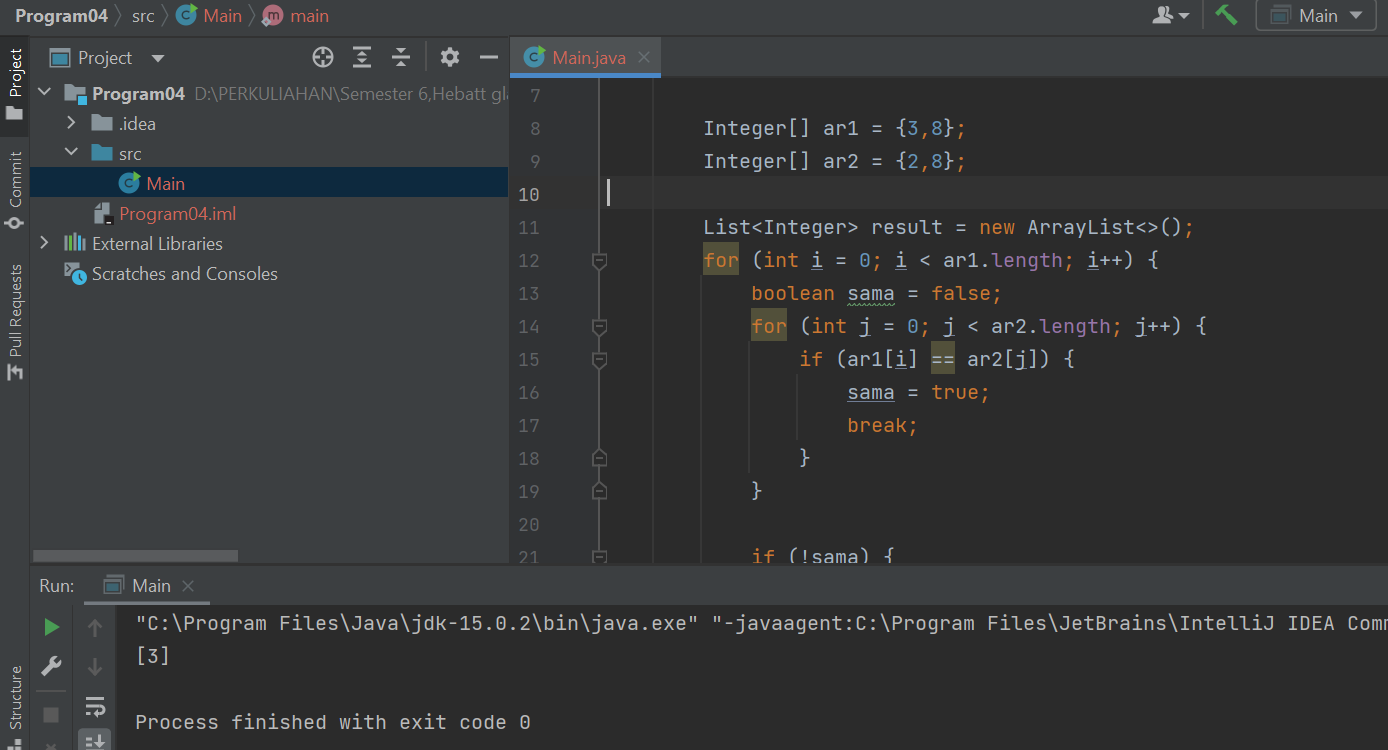 Program04 src Main main
Main
Project
Main.java
Program04 D:\PERKULIAHAN\Semester 6,Hebatt gla
.idea
src
Main
Program04.iml
External Libraries
Scratches and Consoles
Project
Commit
Pull Requests
Structure
7
8 Integer[] ar1 = {3,8};
9 Integer[] ar2 = {2,8};
10
11 List<Integer> result = new ArrayList<>();
12 for (int i = 0; i < ar1.length; i++) {
13 boolean sama = false;
14 for (int j = 0; j < ar2.length; j++) {
15 if (ar1[i] == ar2[j]) {
16 sama = true;
17 break;
18 }
19 }
20
21 if (!sama) {
Run: Main
"C:\Program Files\Java\jdk-15.0.2\bin\java.exe" "-javaagent:C:\Program Files\JetBrains\IntelliJ IDEA Comm
[3]
Process finished with exit code 0